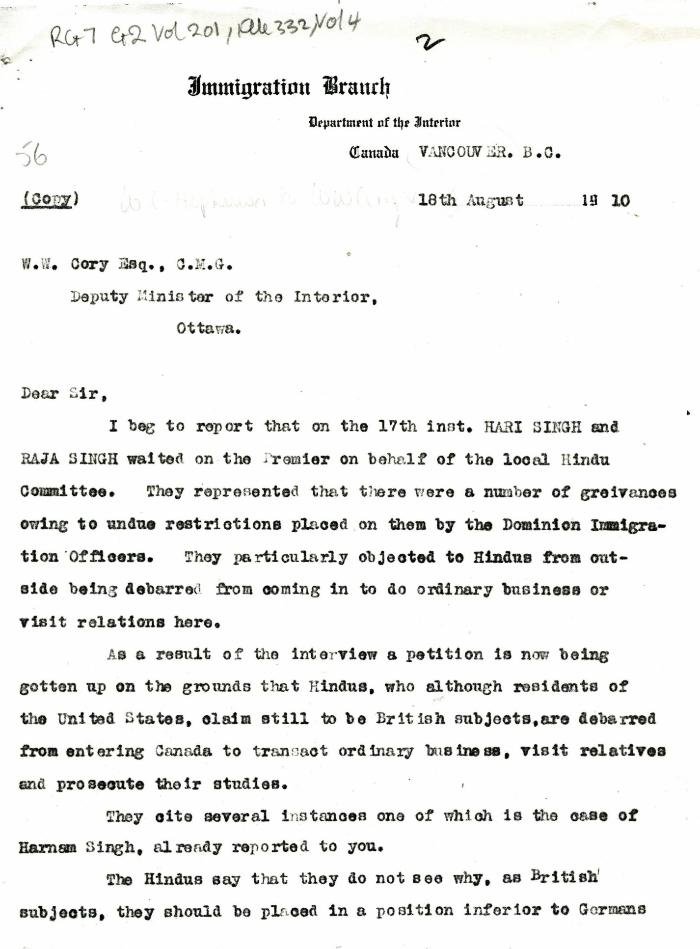 RG7 G2 Vol 201, File 332, Vol 4
2
Immigration Branch
Department of the Interior
56
Canada VANCOUVER. B.C.
(Copy)
18th August 19 10
W.W. Cory Esq., C.M.G.
Deputy Minister of the Interior,
Ottawa.
Dear Sir,
I beg to report that on the 17th inst. HARI SINGH and
RAJA SINGH waited on the Premier on behalf of the local Hindu
Committee. They represented that there were a number of greivances
owing to undue restrictions placed on them by the Dominion Immigra-
tion Officers. They particularly objected to Hindus from out-
side being debarred from coming in to do ordinary business or
visit relations here.
As a result of the interview a petition is now being
gotten up on the grounds that Hindus, who although residents of
the United States, claim still to be British subjects,are debarred
from entering Canada to transact ordinary business, visit relatives
and prosecute their studies.
They cite several instances one of which is the case of
Harnam Singh, already reported to you.
The Hindus say that they do not see why, as British
subjects, they should be placed in a position inferior to Germans